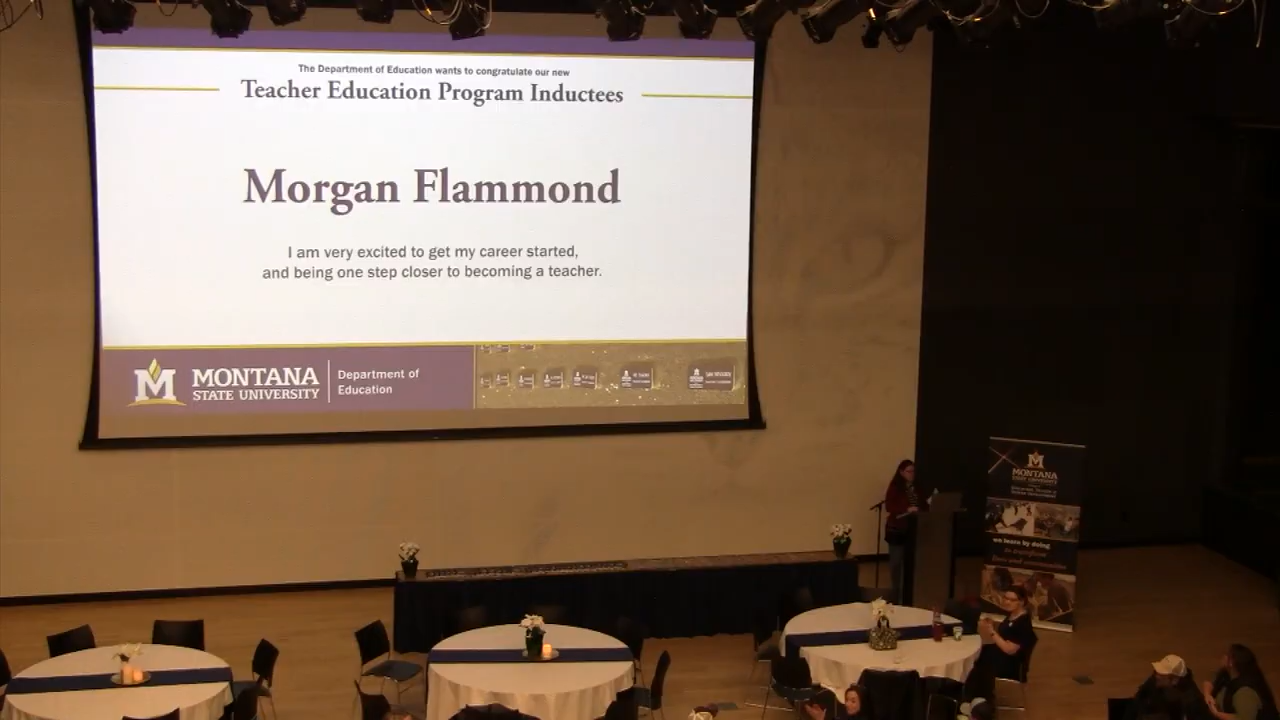 The Department of Education wants to congratulate our new
Teacher Education Program Inductees
Morgan Flammond
I am very excited to get my career started,
and being one step closer to becoming a teacher.
M
MONTANA
STATE UNIVERSITY
Department of
Education
M
MONTANA
STATE UNIVERSITY
we learn by doing